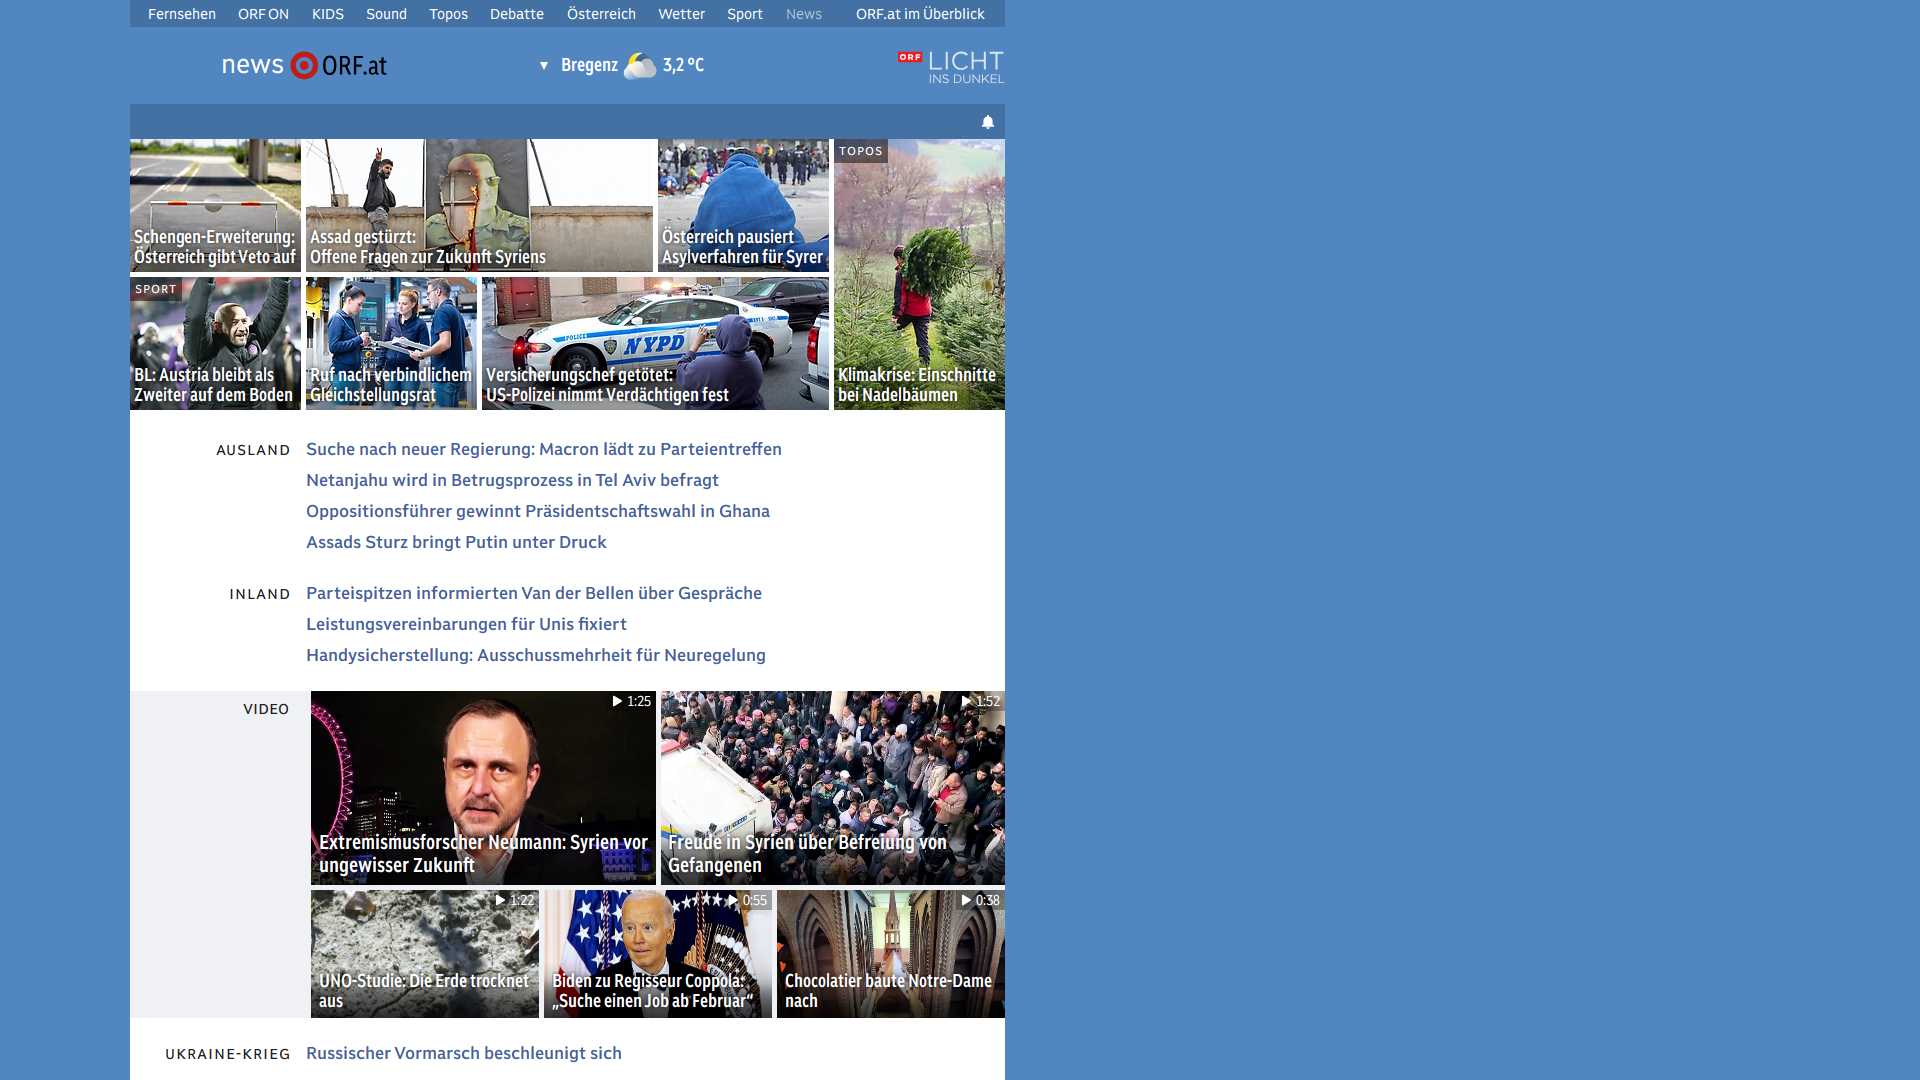 Fernsehen ORF ON KIDS Sound Topos Debatte Österreich Wetter Sport News ORF.at im Überblick
news ORF.at
▼ Bregenz 3,2 °C
ORF LICHT
INS DUNKEL
Schengen-Erweiterung:
Österreich gibt Veto auf
Assad gestürzt:
Offene Fragen zur Zukunft Syriens
Österreich pausiert
Asylverfahren für Syrer
TOPOS
Klimakrise: Einschnitte
bei Nadelbäumen
SPORT
BL: Austria bleibt als
Zweiter auf dem Boden
Ruf nach verbindlichem
Gleichstellungsrat
POLICE
NYPD
Versicherungschef getötet:
US-Polizei nimmt Verdächtigen fest
AUSLAND
Suche nach neuer Regierung: Macron lädt zu Parteientreffen
Netanjahu wird in Betrugsprozess in Tel Aviv befragt
Oppositionsführer gewinnt Präsidentschaftswahl in Ghana
Assads Sturz bringt Putin unter Druck
INLAND
Parteispitzen informierten Van der Bellen über Gespräche
Leistungsvereinbarungen für Unis fixiert
Handysicherstellung: Ausschussmehrheit für Neuregelung
VIDEO
1:25
Extremismusforscher Neumann: Syrien vor
ungewisser Zukunft
1:52
Freude in Syrien über Befreiung von
Gefangenen
1:22
UNO-Studie: Die Erde trocknet
aus
0:55
Biden zu Regisseur Coppola:
„Suche einen Job ab Februar“
0:38
Chocolatier baute Notre-Dame
nach
UKRAINE-KRIEG
Russischer Vormarsch beschleunigt sich